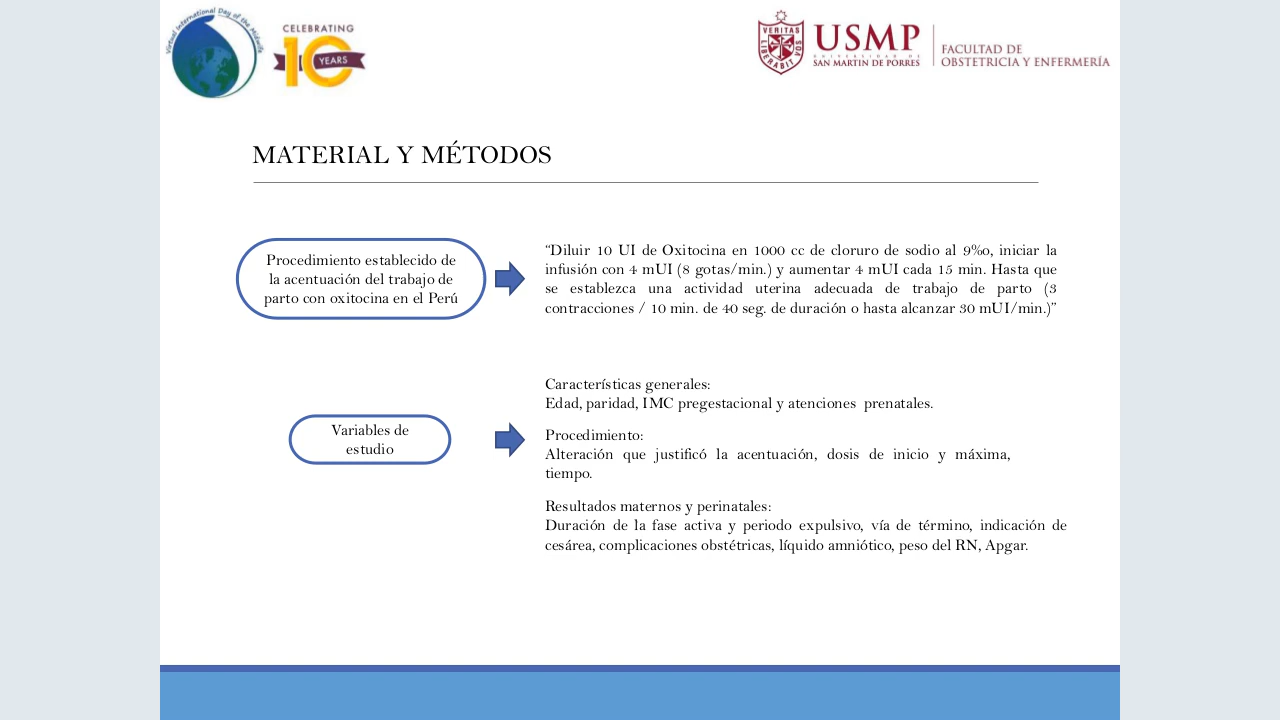 Virtual International Day of the Midwife
CELEBRATING
10
YEARS
VERITAS
LIBERABIT VOS
USMP
UNIVERSIDAD DE
SAN MARTIN DE PORRES
FACULTAD DE
OBSTETRICIA Y ENFERMERÍA
MATERIAL Y MÉTODOS
Procedimiento establecido de
la acentuación del trabajo de
parto con oxitocina en el Perú
“Diluir 10 UI de Oxitocina en 1000 cc de cloruro de sodio al 9%o, iniciar la
infusión con 4 mUI (8 gotas/min.) y aumentar 4 mUI cada 15 min. Hasta que
se establezca una actividad uterina adecuada de trabajo de parto (3
contracciones / 10 min. de 40 seg. de duración o hasta alcanzar 30 mUI/min.)”
Variables de
estudio
Características generales:
Edad, paridad, IMC pregestacional y atenciones prenatales.
Procedimiento:
Alteración que justificó la acentuación, dosis de inicio y máxima,
tiempo.
Resultados maternos y perinatales:
Duración de la fase activa y periodo expulsivo, vía de término, indicación de
cesárea, complicaciones obstétricas, líquido amniótico, peso del RN, Apgar.